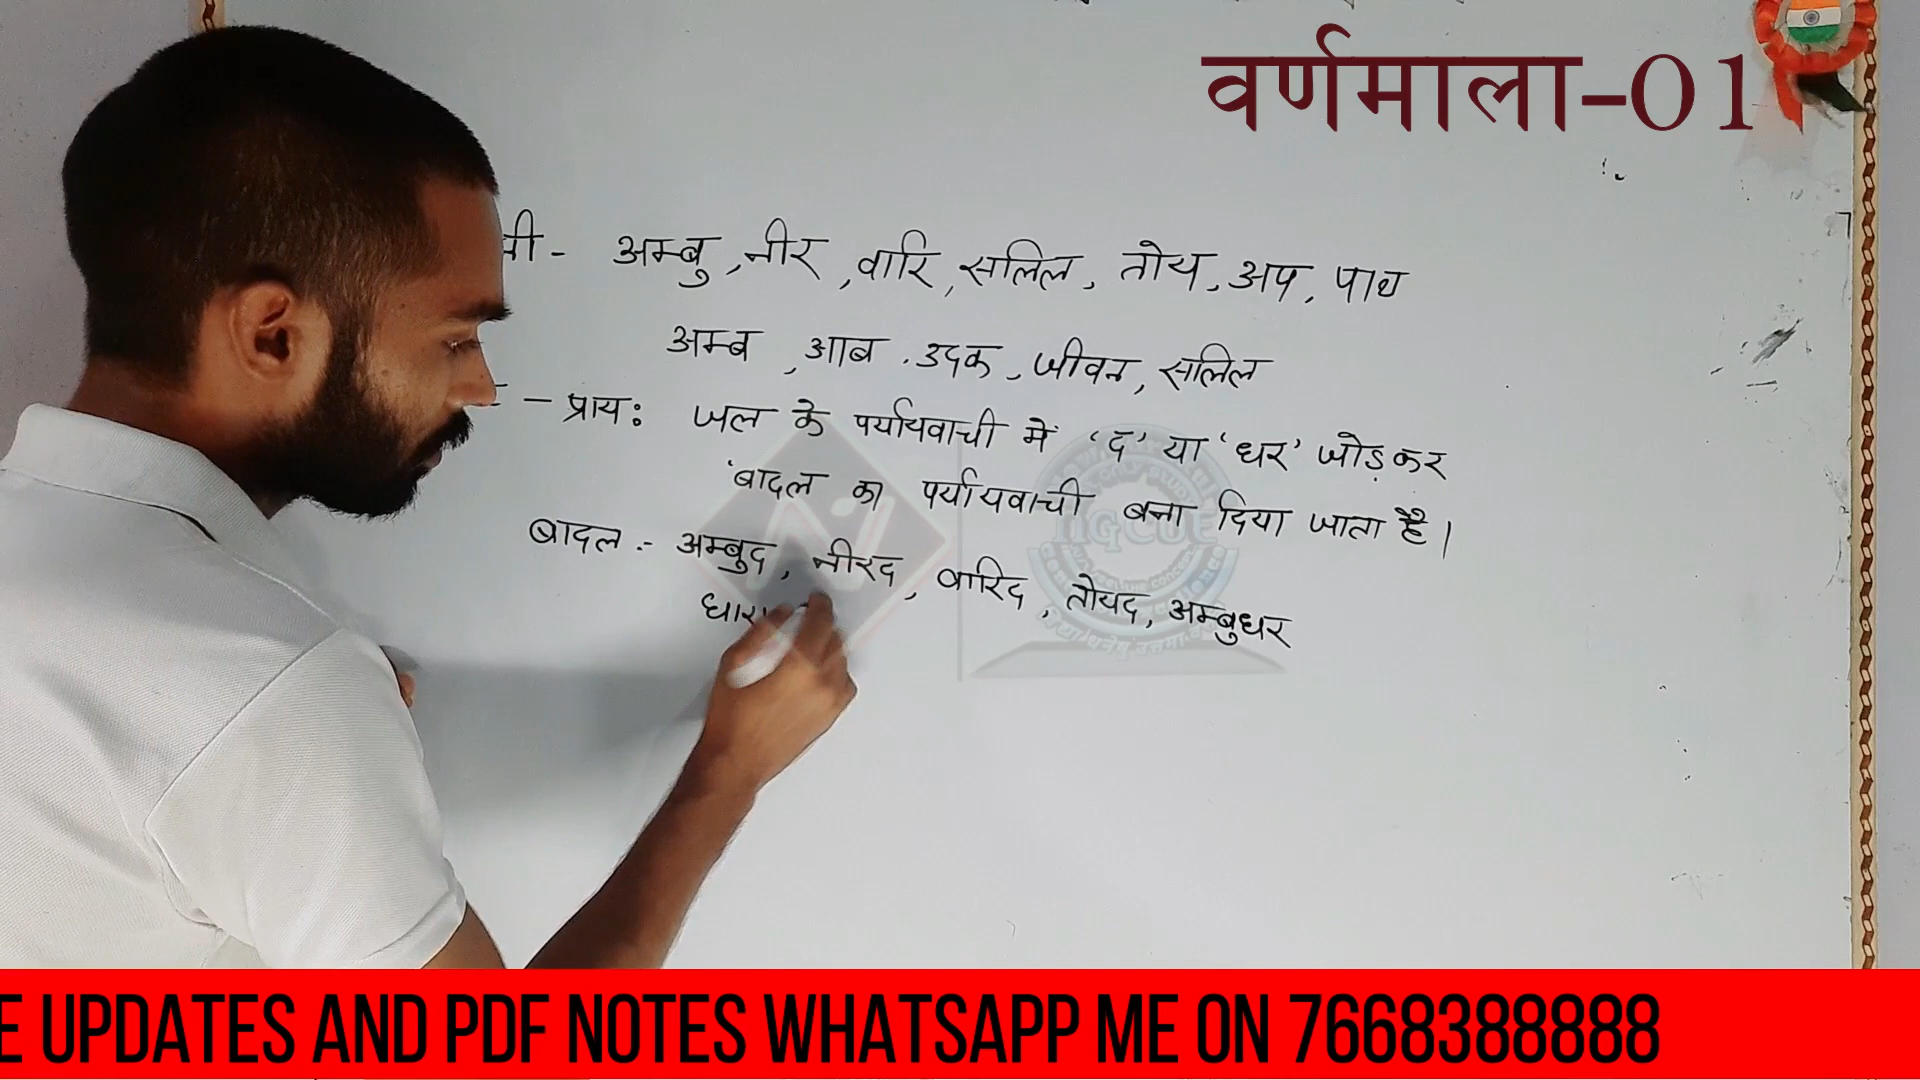 वर्णमाला-01
पी - अम्बु, नीर, वारि, सलिल, तोय, अप, पाथ
अम्ब, आब, उदक, जीवन, सलिल
- प्रायः जल के पर्यायवाची में 'द' या 'धर' जोड़कर
बादल का पर्यायवाची बना दिया जाता है।
बादल :- अम्बुद, नीरद, वारिद, तोयद, अम्बुधर
E UPDATES AND PDF NOTES WHATSAPP ME ON 7668388888